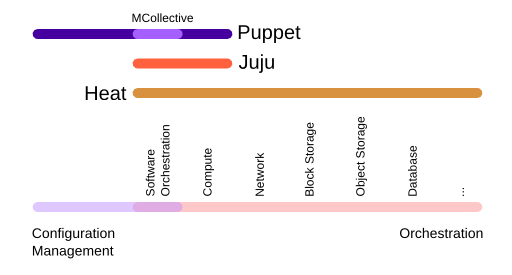 MCollective
Puppet
Juju
Heat
Software
Orchestration
Compute
Network
Block Storage
Object Storage
Database
...
Configuration
Management
Orchestration